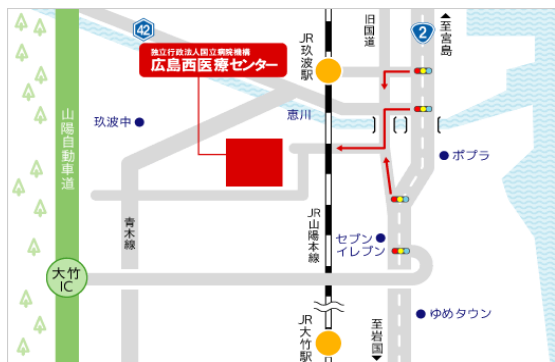 42
独立行政法人国立病院機構
広島西医療センター
JR
玖波駅
旧国道
2
▲至宮島
玖波中
恵川
山陽自動車道
ポプラ
青木線
JR山陽本線
セブン
イレブン
大竹
IC
ゆめタウン
JR
大竹駅
至岩国▼